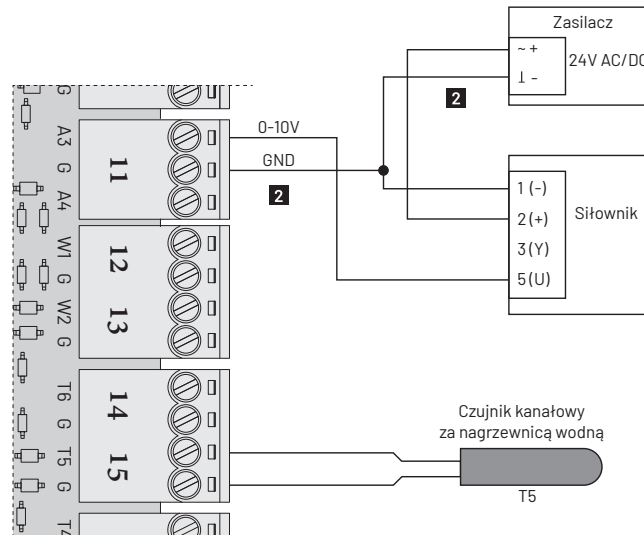 Zasilacz
~ +
24V AC/DC
⊥ -
2
G
A3
11
0-10V
G
GND
2
A4
1 (-)
2 (+)
Siłownik
3 (Y)
5 (U)
W1
12
G
W2
13
G
T6
14
G
Czujnik kanałowy
za nagrzewnicą wodną
T5
15
G
T5
T4